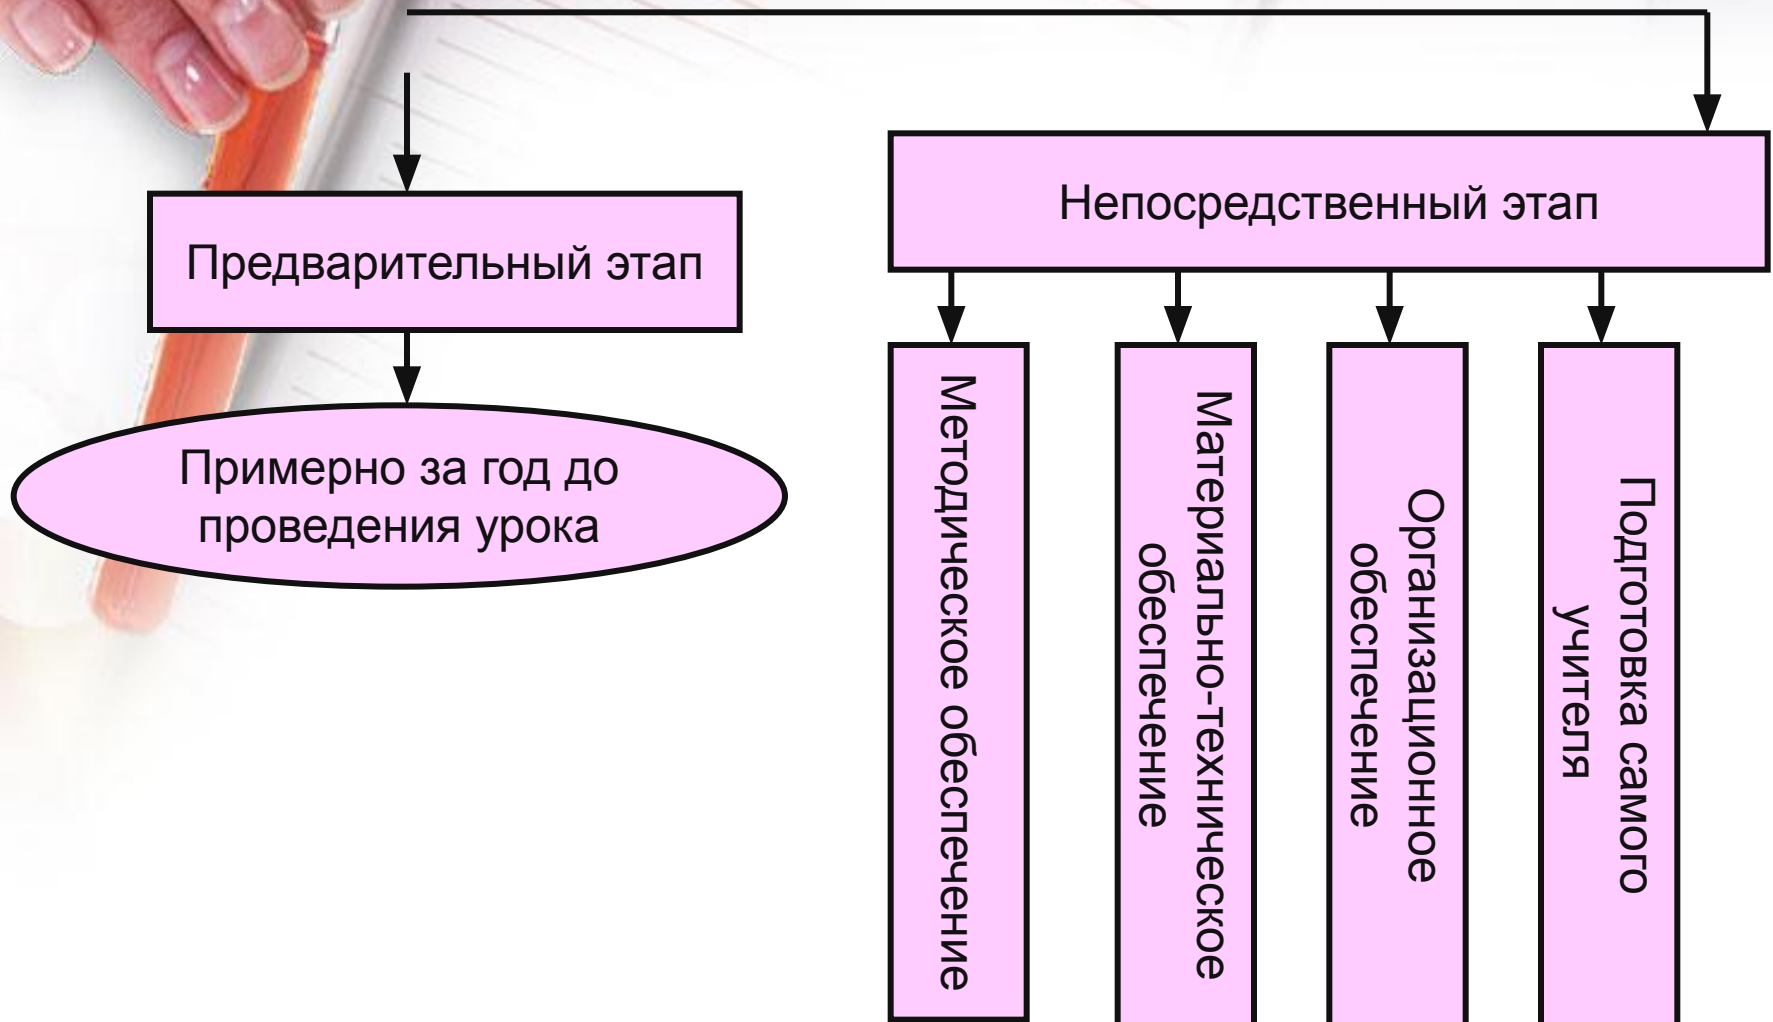 Предварительный этап
Примерно за год до
проведения урока
Непосредственный этап
Методическое обеспечение
Материально-техническое
обеспечение
Организационное
обеспечение
Подготовка самого
учителя